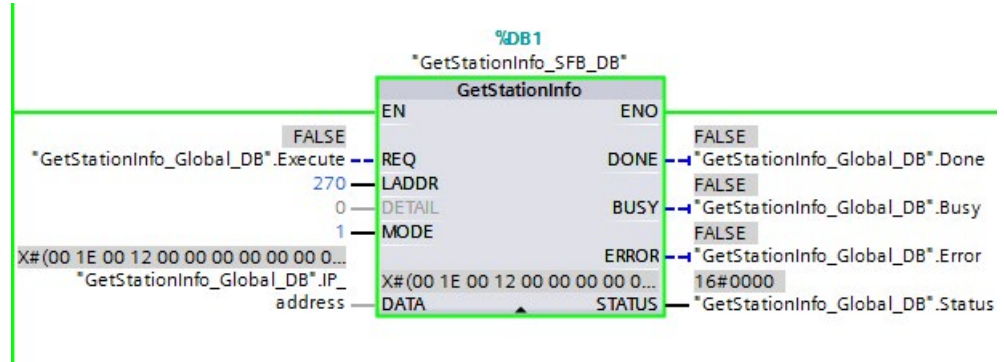 %DB1
"GetStationInfo_SFB_DB"
GetStationInfo
EN ENO
FALSE FALSE
"GetStationInfo_Global_DB".Execute REQ DONE "GetStationInfo_Global_DB".Done
270 LADDR FALSE
0 DETAIL BUSY "GetStationInfo_Global_DB".Busy
1 MODE FALSE
X#(00 1E 00 12 00 00 00 00 00 00 0... ERROR "GetStationInfo_Global_DB".Error
"GetStationInfo_Global_DB".IP_ X#(00 1E 00 12 00 00 00 00 0... 16#0000
address DATA STATUS "GetStationInfo_Global_DB".Status